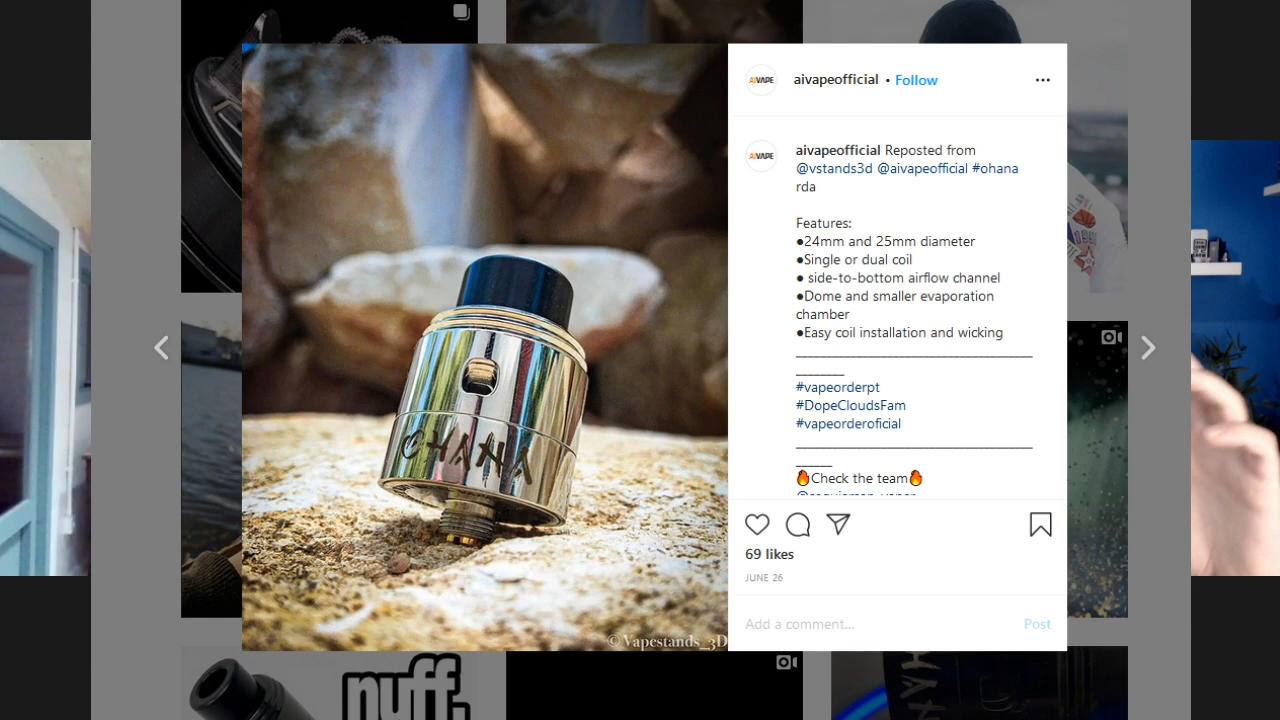 aivapeofficial • Follow
aivapeofficial Reposted from
@vstands3d @aivapeofficial #ohana
rda
Features:
●24mm and 25mm diameter
●Single or dual coil
● side-to-bottom airflow channel
●Dome and smaller evaporation
chamber
●Easy coil installation and wicking
#vapeorderpt
#DopeCloudsFam
#vapeorderoficial
🔥Check the team🔥
69 likes
JUNE 26
Add a comment... Post
AIVAPE
AIVAPE
OHANA
© Vapestands_3D
nuff.